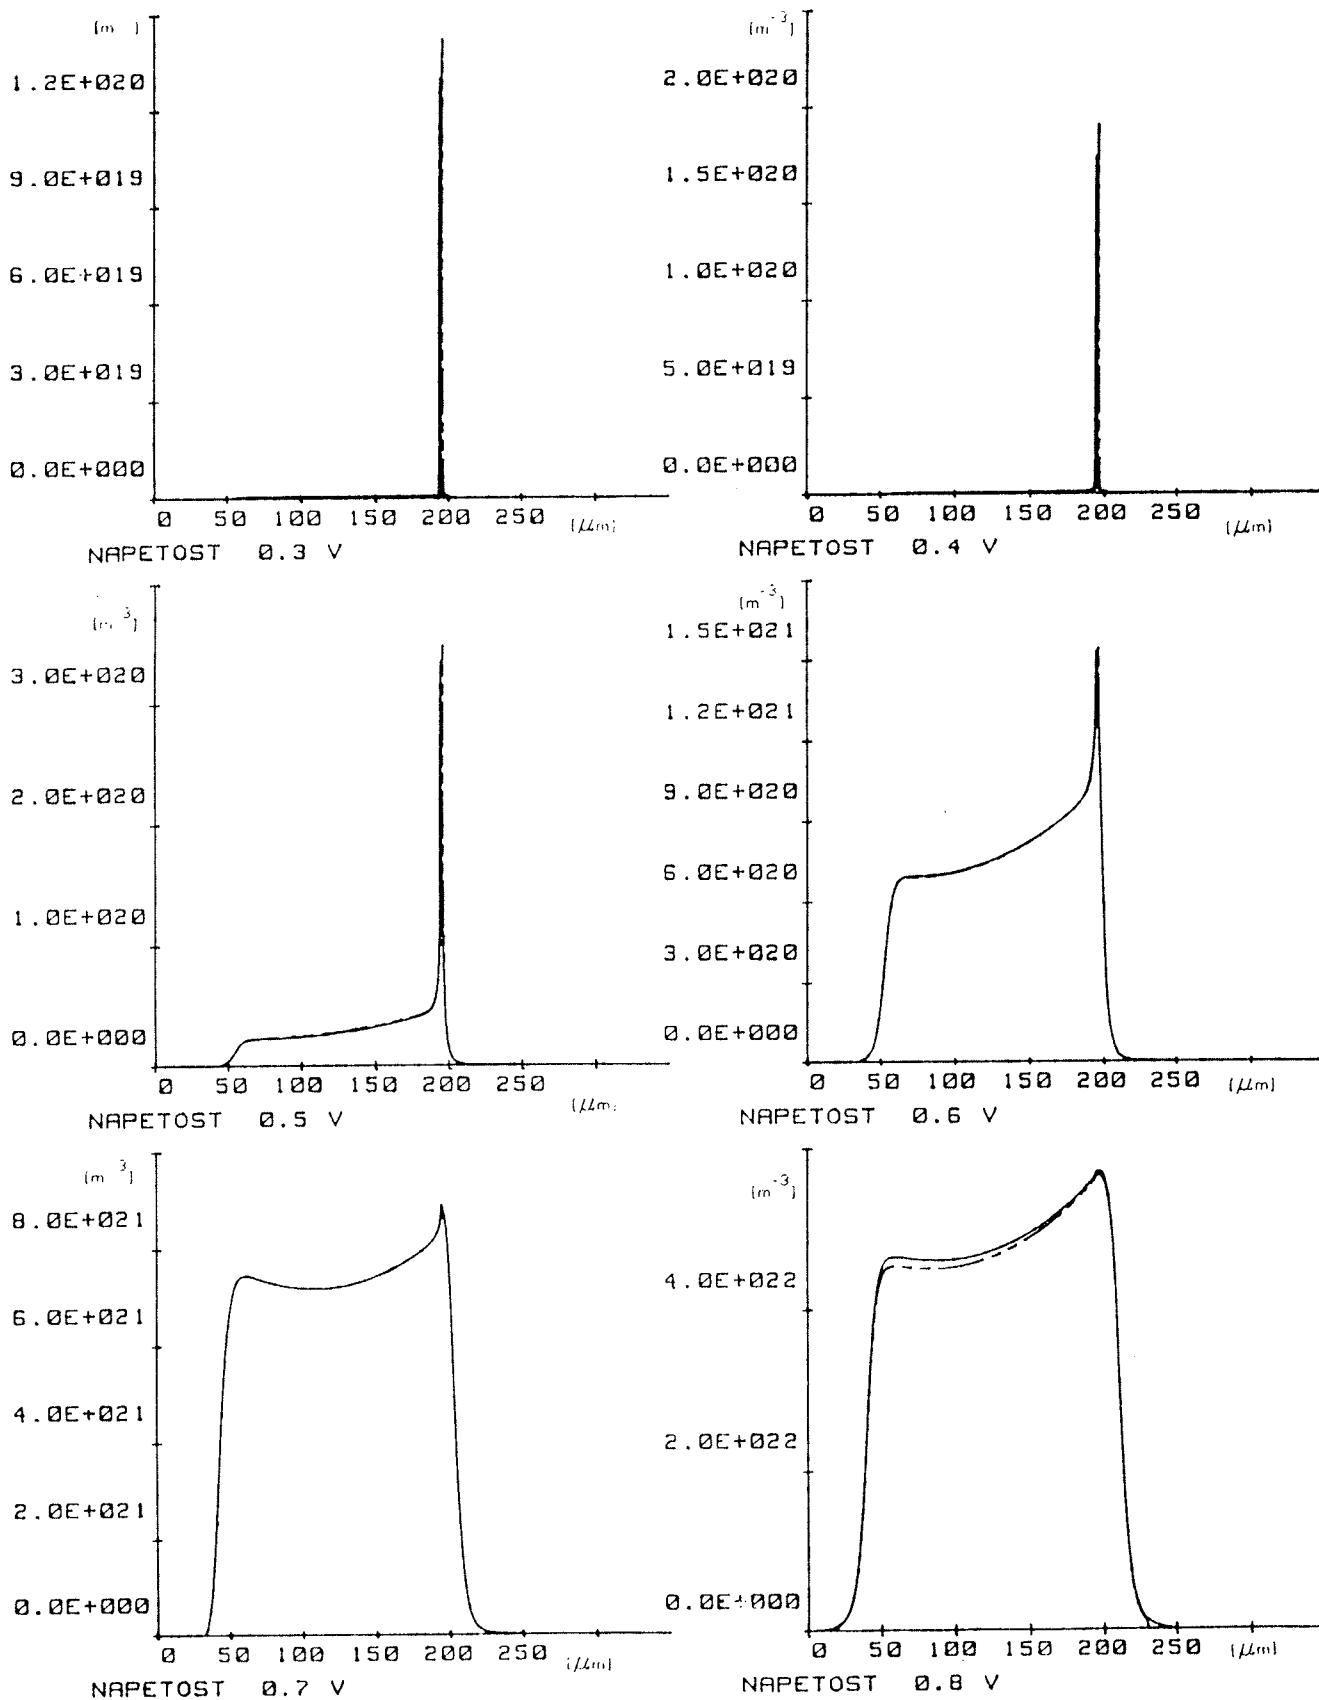 [m ]
1.2E+020
9.0E+019
6.0E+019
3.0E+019
0.0E+000
0 50 100 150 200 250 [μm]
NAPETOST 0.3 V
[m-3]
2.0E+020
1.5E+020
1.0E+020
5.0E+019
0.0E+000
0 50 100 150 200 250 [μm]
NAPETOST 0.4 V
[m 3]
3.0E+020
2.0E+020
1.0E+020
0.0E+000
0 50 100 150 200 250 [μm]
NAPETOST 0.5 V
[m-3]
1.5E+021
1.2E+021
9.0E+020
6.0E+020
3.0E+020
0.0E+000
0 50 100 150 200 250 [μm]
NAPETOST 0.6 V
[m 3]
8.0E+021
6.0E+021
4.0E+021
2.0E+021
0.0E+000
0 50 100 150 200 250 [μm]
NAPETOST 0.7 V
[m-3]
4.0E+022
2.0E+022
0.0E+000
0 50 100 150 200 250 [μm]
NAPETOST 0.8 V